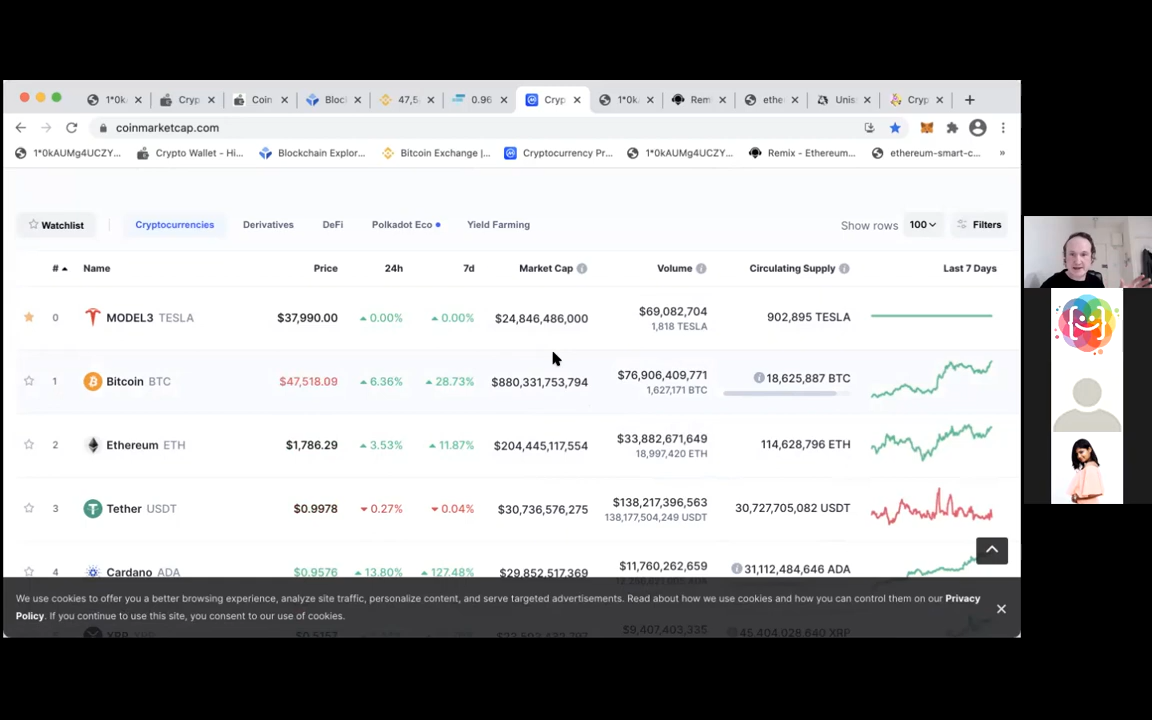 1*0k
Cryp
Coin
Bloc
47,5
0.96
Cryp
1*0k
Rem
ethe
Unis
Cryp
coinmarketcap.com
1*0kAUMg4UCZY...
Crypto Wallet - Hi...
Blockchain Explor...
Bitcoin Exchange |...
Cryptocurrency Pr...
1*0kAUMg4UCZY...
Remix - Ethereum...
ethereum-smart-c...
»
Watchlist
Cryptocurrencies
Derivatives
DeFi
Polkadot Eco
Yield Farming
Show rows
100
Filters
# Name Price 24h 7d Market Cap Volume Circulating Supply Last 7 Days
0 MODEL3 TESLA $37,990.00 0.00% 0.00% $24,846,486,000 $69,082,704 902,895 TESLA
1,818 TESLA
1 Bitcoin BTC $47,518.09 6.36% 28.73% $880,331,753,794 $76,906,409,771 18,625,887 BTC
1,627,171 BTC
2 Ethereum ETH $1,786.29 3.53% 11.87% $204,445,117,554 $33,882,671,649 114,628,796 ETH
18,997,420 ETH
3 Tether USDT $0.9978 0.27% 0.04% $30,736,576,275 $138,217,396,563 30,727,705,082 USDT
138,177,504,249 USDT
4 Cardano ADA $0.9576 13.80% 127.48% $29,852,517,369 $11,760,262,659 31,112,484,646 ADA
We use cookies to offer you a better browsing experience, analyze site traffic, personalize content, and serve targeted advertisements. Read about how we use cookies and how you can control them on our Privacy
Policy. If you continue to use this site, you consent to our use of cookies.
$9,407,403,335 45,404,028,640 XRP